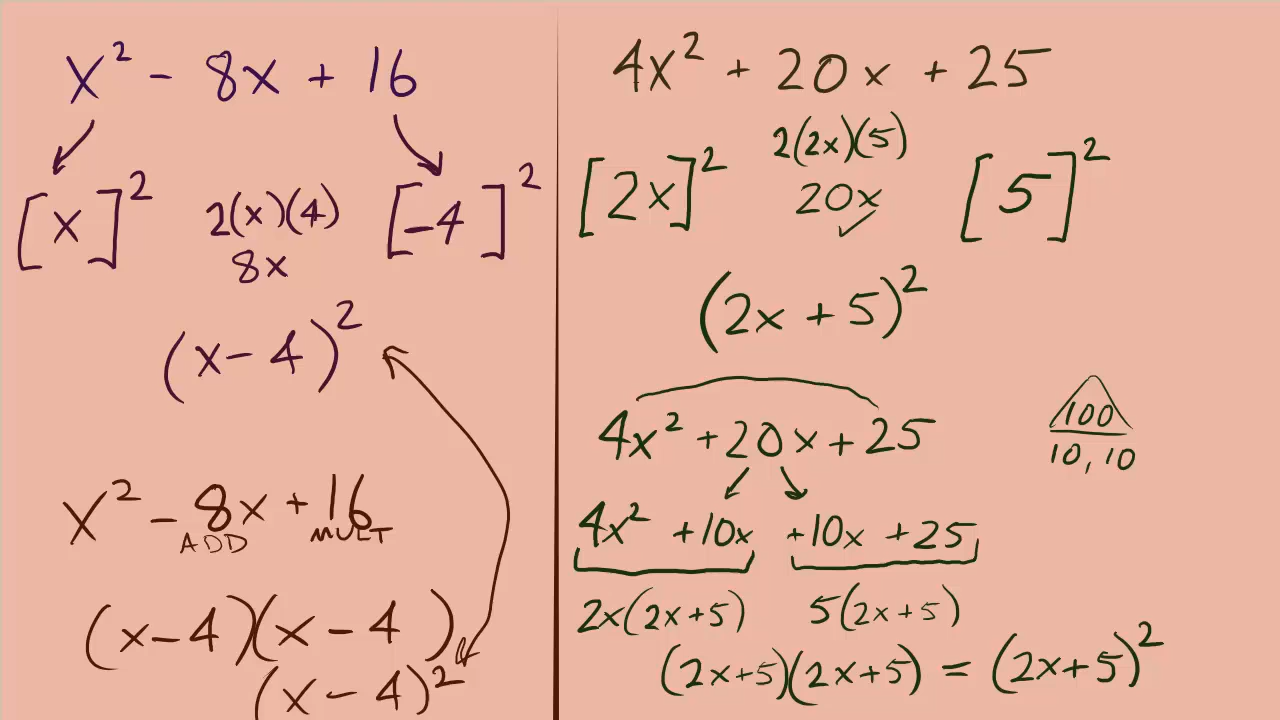 x² - 8x + 16
[x]² 2(x)(4) [-4]²
8x
(x - 4)²
x² - 8x + 16
ADD MULT
(x - 4)(x - 4)
(x - 4)²
4x² + 20x + 25
2(2x)(5)
[2x]² 20x [5]²
(2x + 5)²
4x² + 20x + 25
100
10, 10
4x² + 10x + 10x + 25
2x(2x + 5) 5(2x + 5)
(2x + 5)(2x + 5) = (2x + 5)²